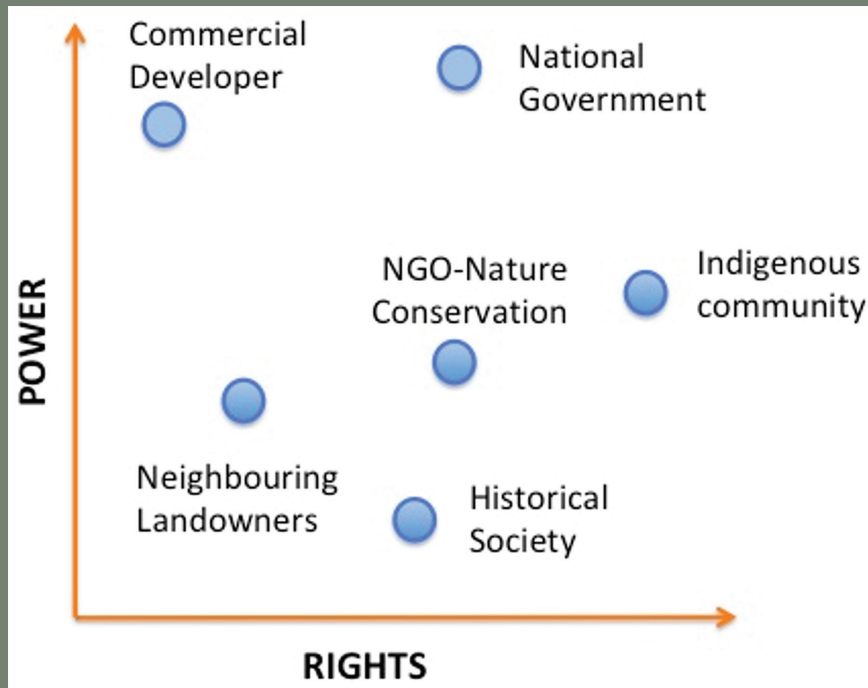 Commercial
Developer
National
Government
NGO-Nature
Conservation
Indigenous
community
POWER
Neighbouring
Landowners
Historical
Society
RIGHTS